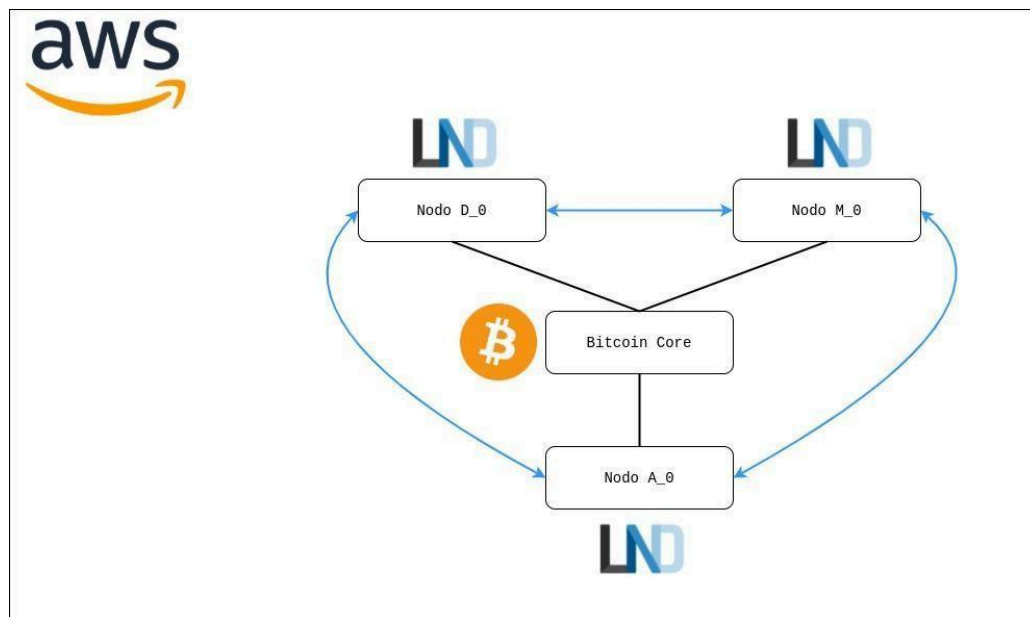 aws
LND
LND
Nodo D_0
Nodo M_0
Bitcoin Core
Nodo A_0
LND